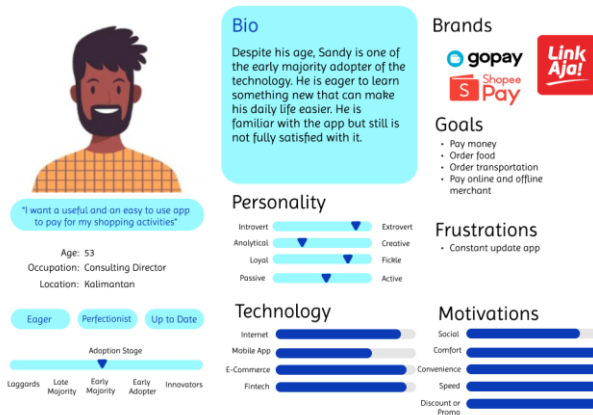 "I want a useful and an easy to use app
to pay for my shopping activities"
Age: 53
Occupation: Consulting Director
Location: Kalimantan
Eager
Perfectionist
Up to Date
Adoption Stage
Laggards
Late
Majority
Early
Majority
Early
Adopter
Innovators
Bio
Despite his age, Sandy is one of
the early majority adopter of the
technology. He is eager to learn
something new that can make
his daily life easier. He is
familiar with the app but still is
not fully satisfied with it.
Personality
Introvert
Extrovert
Analytical
Creative
Loyal
Fickle
Passive
Active
Technology
Internet
Mobile App
E-Commerce
Fintech
Brands
gopay
S
Shopee
Pay
Link
Aja!
Goals
• Pay money
• Order food
• Order transportation
• Pay online and offline
merchant
Frustrations
• Constant update app
Motivations
Social
Comfort
Convenience
Speed
Discount or
Promo